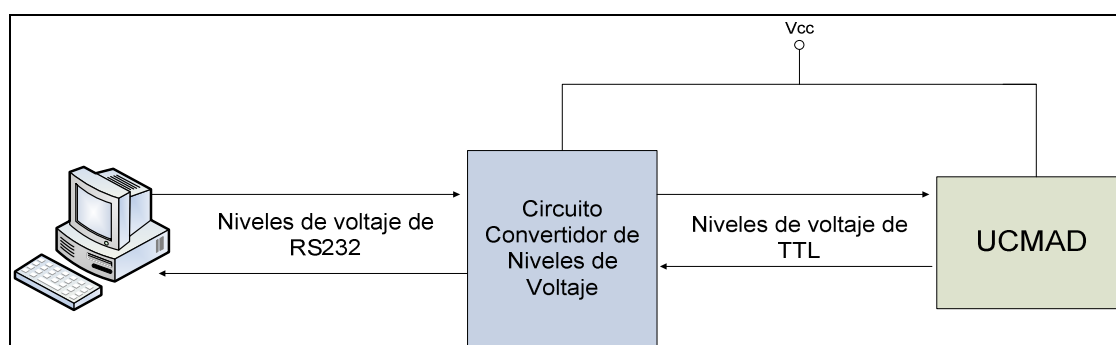 Vcc
Niveles de voltaje de
RS232
Circuito
Convertidor de
Niveles de
Voltaje
Niveles de voltaje de
TTL
UCMAD